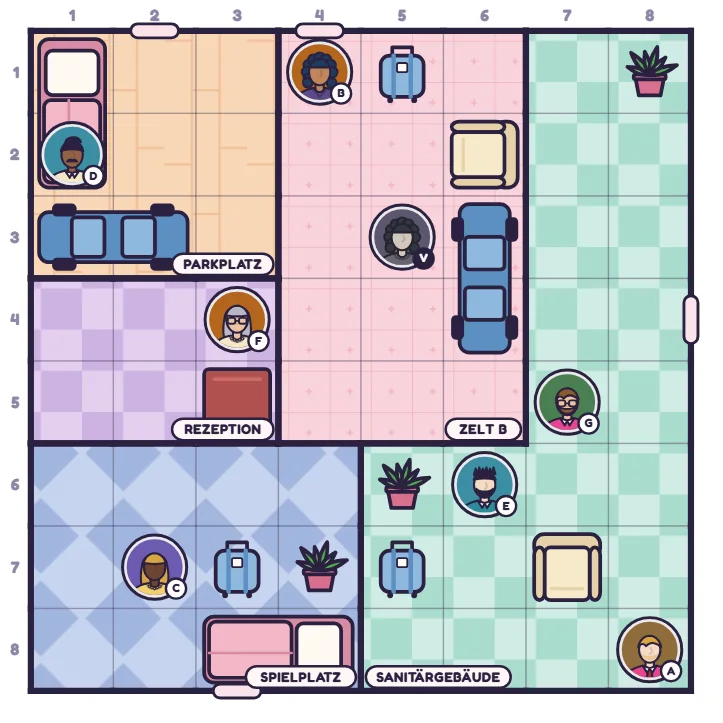 1 2 3 4 5 6 7 8
1
B
2
D
3
V
PARKPLATZ
4
F
5
G
REZEPTION
ZELT B
6
E
7
C
8
A
SPIELPLATZ
SANITÄRGEBÄUDE